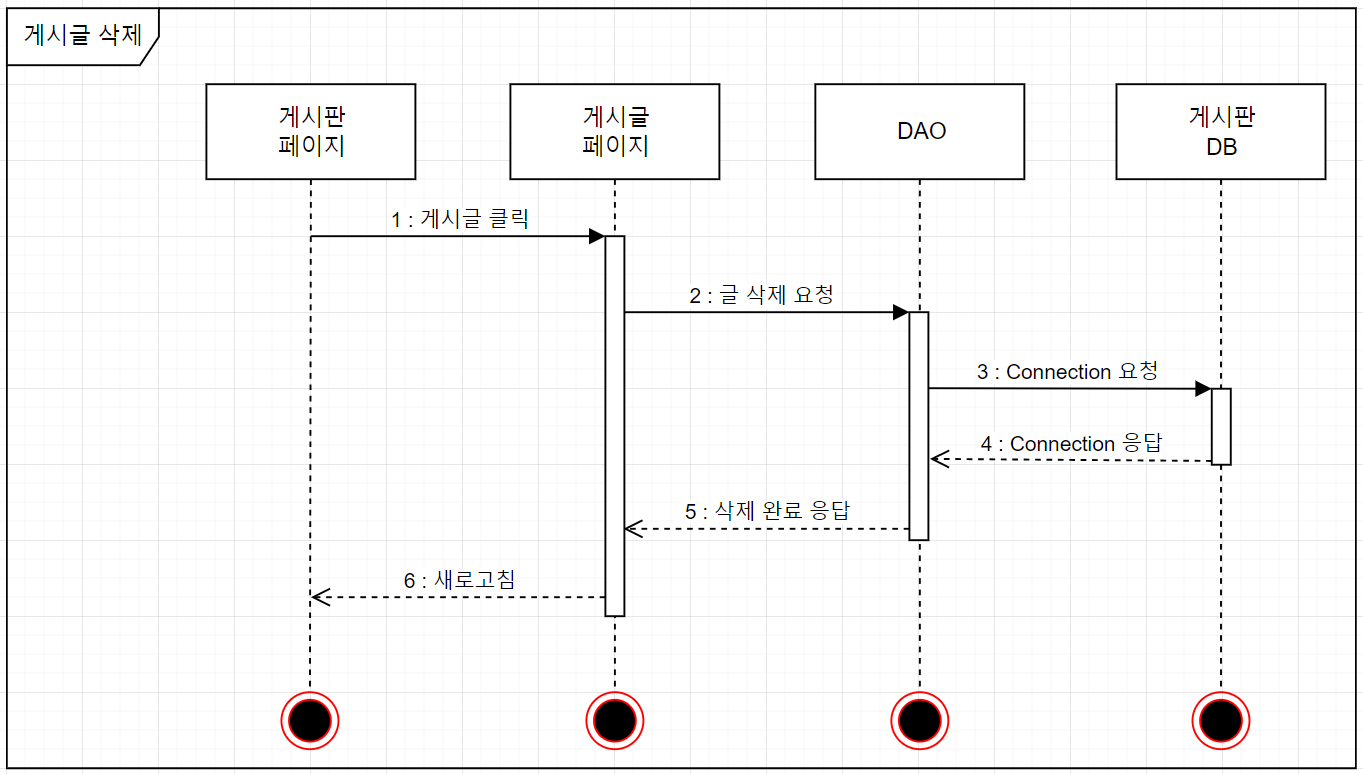 게시글 삭제
게시판
페이지
게시글
페이지
DAO
게시판
DB
1 : 게시글 클릭
2 : 글 삭제 요청
3 : Connection 요청
4 : Connection 응답
5 : 삭제 완료 응답
6 : 새로고침